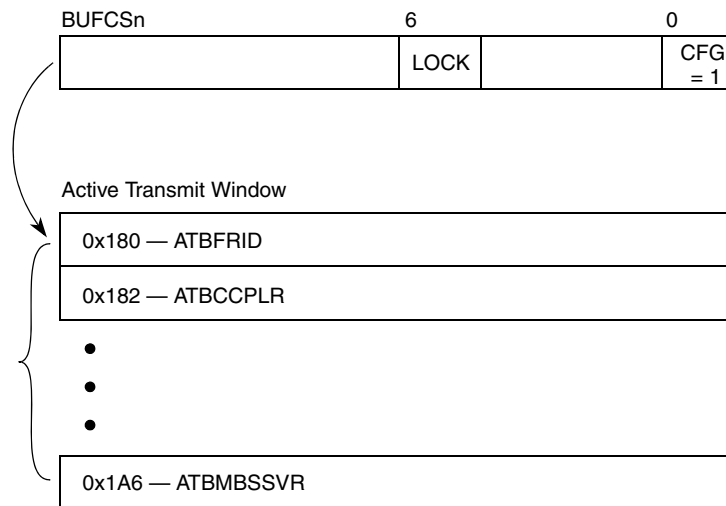 BUFCSn 6 0
LOCK CFG
= 1
Active Transmit Window
0x180 — ATBFRID
0x182 — ATBCCPLR
0x1A6 — ATBMBSSVR